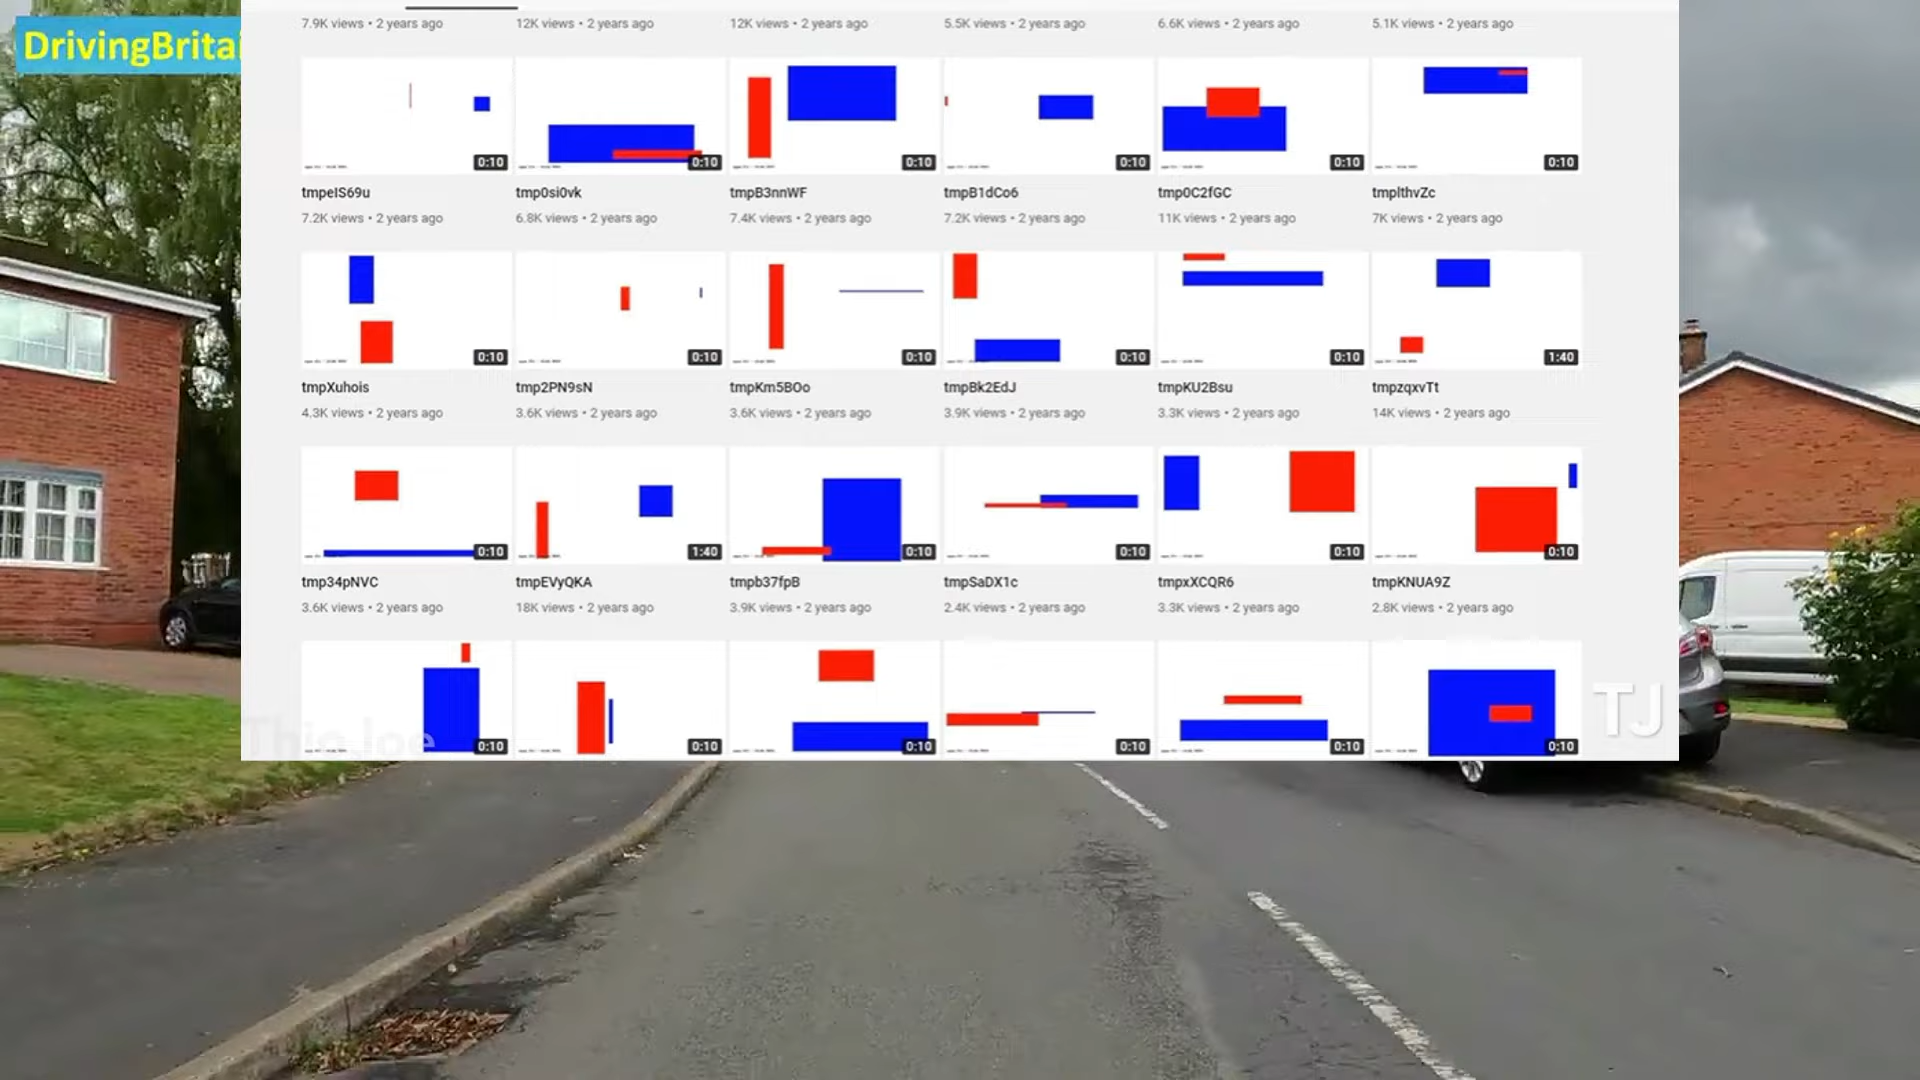 DrivingBritai
7.9K views • 2 years ago
12K views • 2 years ago
12K views • 2 years ago
5.5K views • 2 years ago
6.6K views • 2 years ago
5.1K views • 2 years ago
0:10
0:10
0:10
0:10
0:10
0:10
tmpeIS69u
tmp0si0vk
tmpB3nnWF
tmpB1dCo6
tmp0C2fGC
tmpIthvZc
7.2K views • 2 years ago
6.8K views • 2 years ago
7.4K views • 2 years ago
7.2K views • 2 years ago
11K views • 2 years ago
7K views • 2 years ago
0:10
0:10
0:10
0:10
0:10
1:40
tmpXuhois
tmp2PN9sN
tmpKm5BOo
tmpBk2EdJ
tmpKU2Bsu
tmpzqxvTt
4.3K views • 2 years ago
3.6K views • 2 years ago
3.6K views • 2 years ago
3.9K views • 2 years ago
3.3K views • 2 years ago
14K views • 2 years ago
0:10
1:40
0:10
0:10
0:10
0:10
tmp34pNVC
tmpEVyQKA
tmpb37fpB
tmpSaDX1c
tmpxXCQR6
tmpKNUA9Z
3.6K views • 2 years ago
18K views • 2 years ago
3.9K views • 2 years ago
2.4K views • 2 years ago
3.3K views • 2 years ago
2.8K views • 2 years ago
TJ
ThioJoe
0:10
0:10
0:10
0:10
0:10
0:10